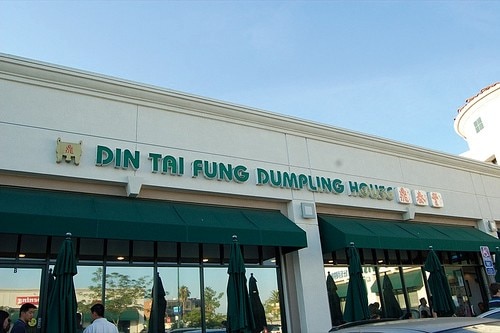 DIN TAI FUNG DUMPLING HOUSE 鼎泰豐